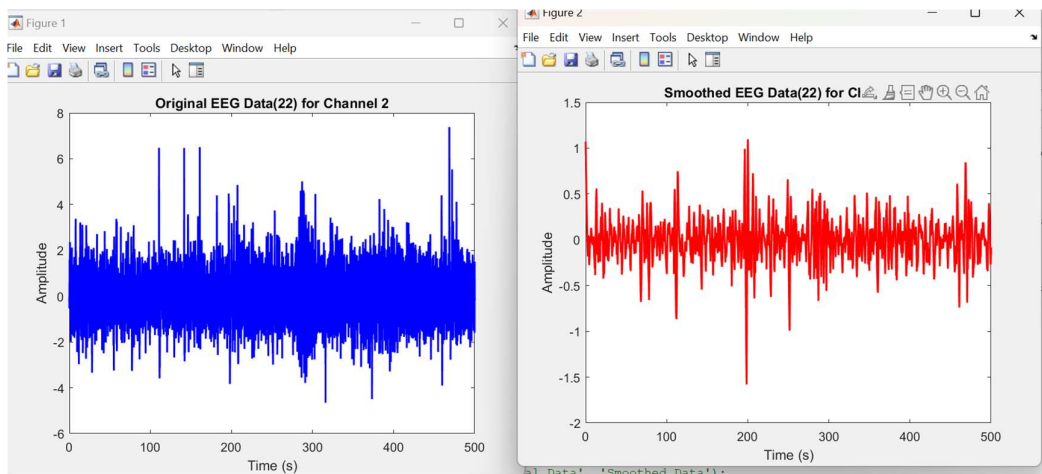 Figure 1
File Edit View Insert Tools Desktop Window Help
Original EEG Data(22) for Channel 2
8
6
4
2
0
-2
-4
-6
Amplitude
0 100 200 300 400 500
Time (s)
Figure 2
File Edit View Insert Tools Desktop Window Help
Smoothed EEG Data(22) for
1.5
1
0.5
0
-0.5
-1
-1.5
-2
Amplitude
0 100 200 300 400 500
Time (s)
Data', 'Smoothed Data');